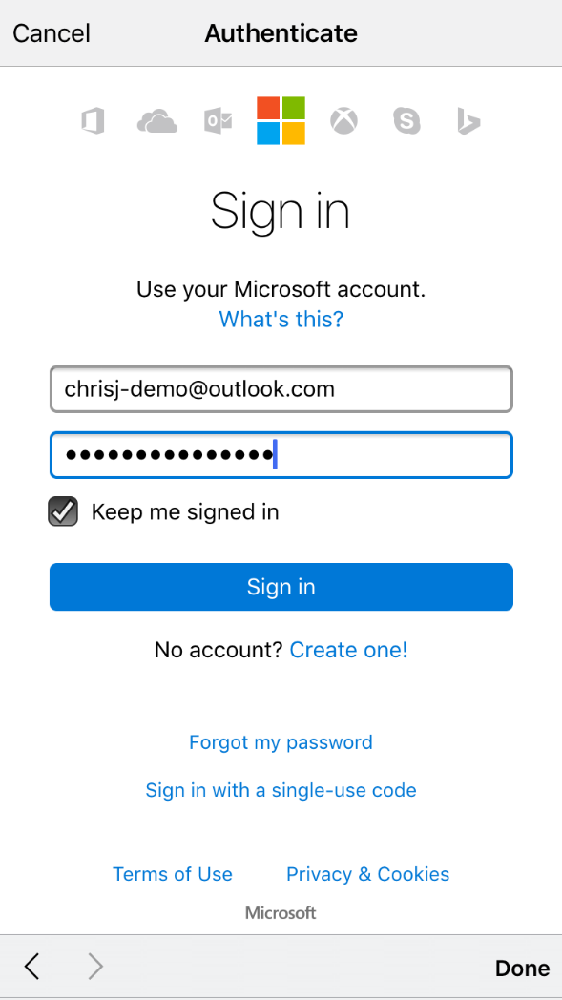 Cancel Authenticate
Sign in
Use your Microsoft account.
What's this?
chrisj-demo@outlook.com
•••••••••••••••
Keep me signed in
Sign in
No account? Create one!
Forgot my password
Sign in with a single-use code
Terms of Use Privacy & Cookies
Microsoft
Done